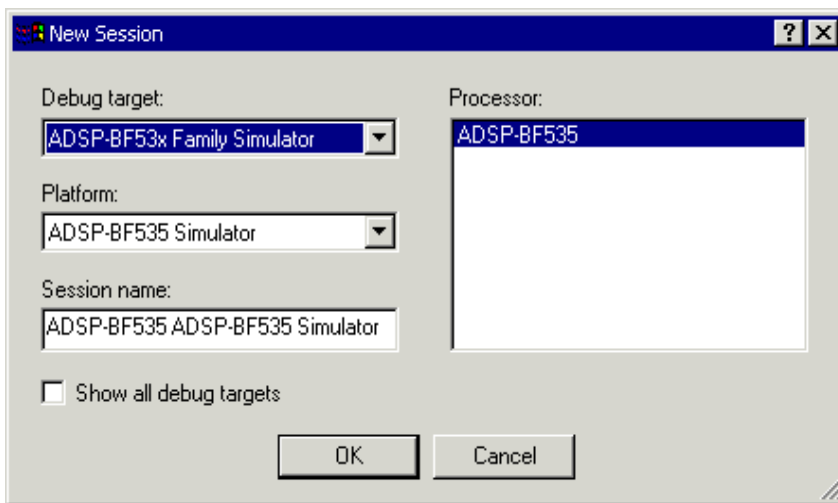 New Session
Debug target:
ADSP-BF53x Family Simulator
Platform:
ADSP-BF535 Simulator
Session name:
ADSP-BF535 ADSP-BF535 Simulator
Show all debug targets
Processor:
ADSP-BF535
OK
Cancel